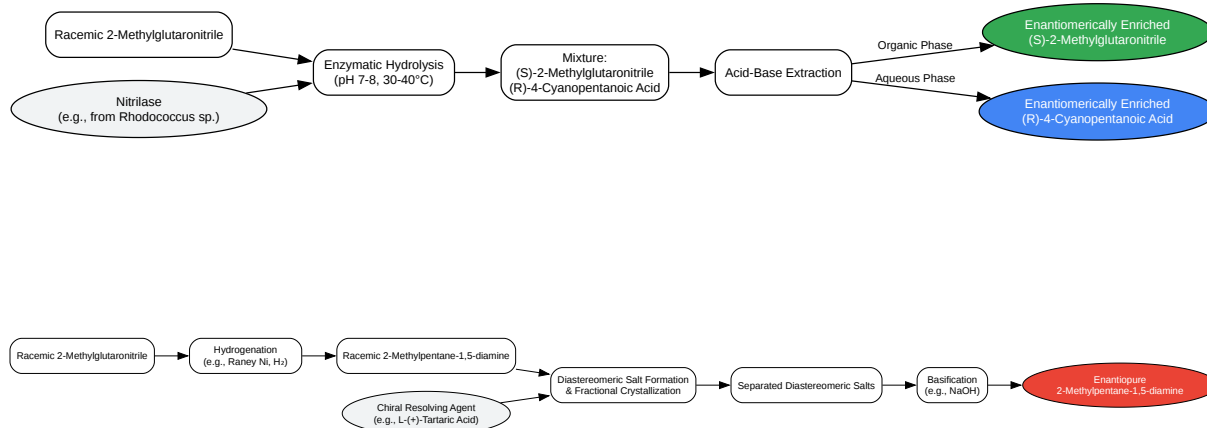 Racemic 2-Methylglutaronitrile
Nitrilase
(e.g., from Rhodococcus sp.)
Enzymatic Hydrolysis
(pH 7-8, 30-40°C)
Mixture:
(S)-2-Methylglutaronitrile
(R)-4-Cyanopentanoic Acid
Acid-Base Extraction
Organic Phase
Aqueous Phase
Enantiomerically Enriched
(S)-2-Methylglutaronitrile
Enantiomerically Enriched
(R)-4-Cyanopentanoic Acid
Racemic 2-Methylglutaronitrile
Hydrogenation
(e.g., Raney Ni, H₂)
Racemic 2-Methylpentane-1,5-diamine
Chiral Resolving Agent
(e.g., L-(+)-Tartaric Acid)
Diastereomeric Salt Formation
& Fractional Crystallization
Separated Diastereomeric Salts
Basification
(e.g., NaOH)
Enantiopure
2-Methylpentane-1,5-diamine